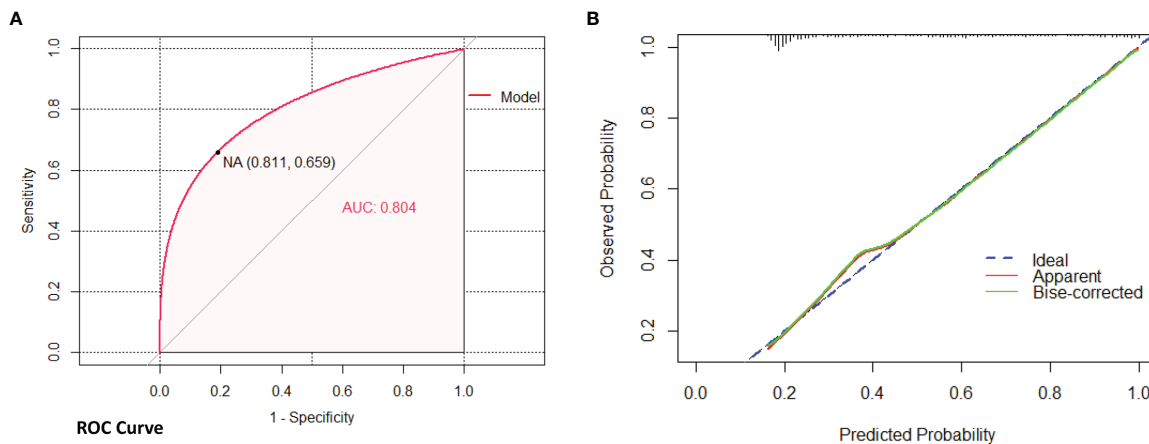 A
1.0
0.8
0.6
0.4
0.2
0.0
Sensitivity
Model
NA (0.811, 0.659)
AUC: 0.804
0.0 0.2 0.4 0.6 0.8 1.0
1 - Specificity
ROC Curve
B
1.0
0.8
0.6
0.4
0.2
Observed Probability
Ideal
Apparent
Bise-corrected
0.0 0.2 0.4 0.6 0.8 1.0
Predicted Probability